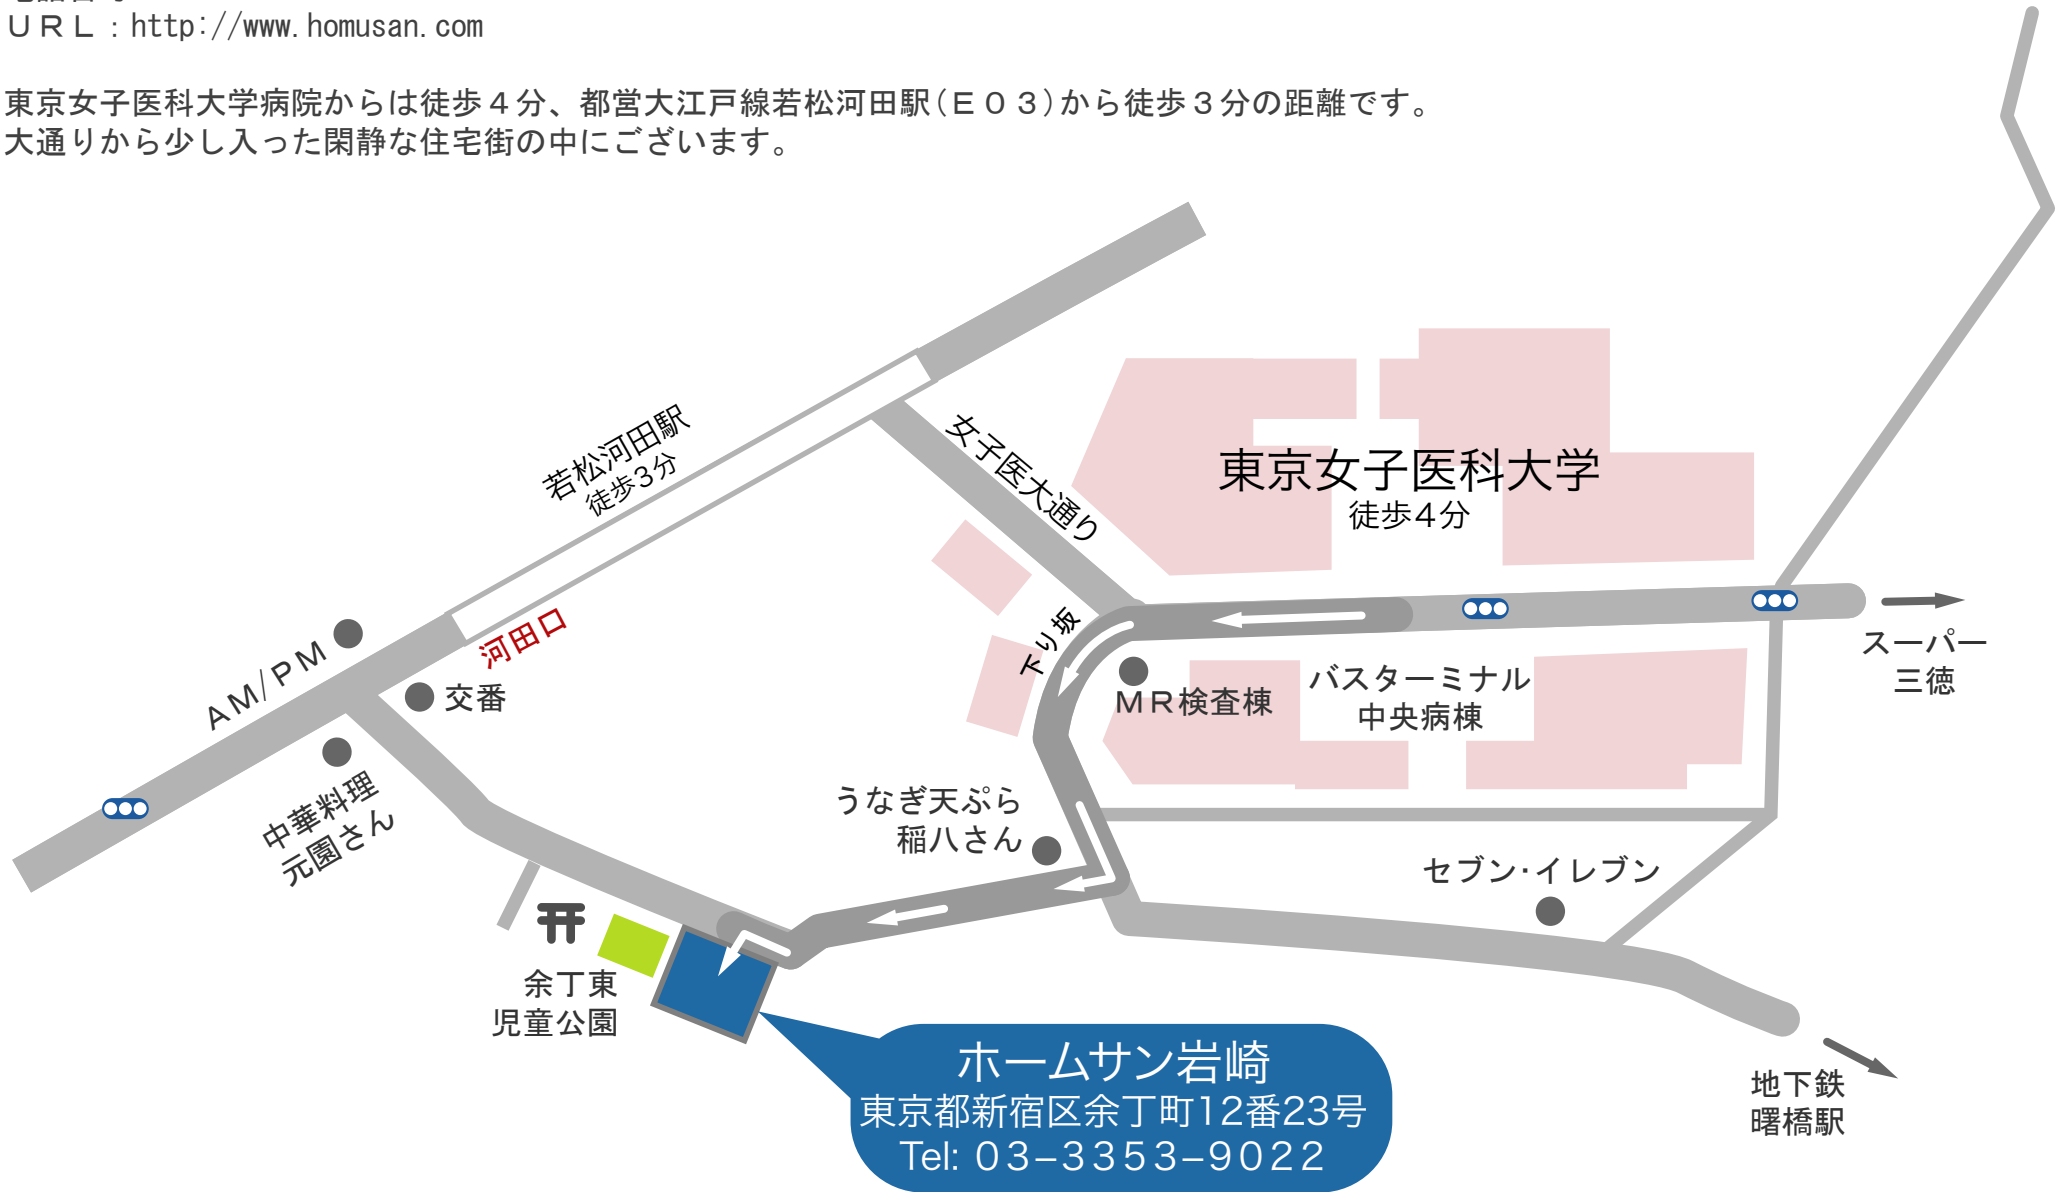 ＵＲＬ：http://www.homusan.com
東京女子医科大学病院からは徒歩４分、都営大江戸線若松河田駅(Ｅ０３)から徒歩３分の距離です。
大通りから少し入った閑静な住宅街の中にございます。
若松河田駅
徒歩3分
女子医大通り
東京女子医科大学
徒歩4分
河田口
AM/PM
交番
下り坂
MR検査棟
バスターミナル
中央病棟
スーパー
三徳
中華料理
元園さん
うなぎ天ぷら
稲八さん
セブン・イレブン
余丁東
児童公園
ホームサン岩崎
東京都新宿区余丁町12番23号
Tel: 03−3353−9022
地下鉄
曙橋駅